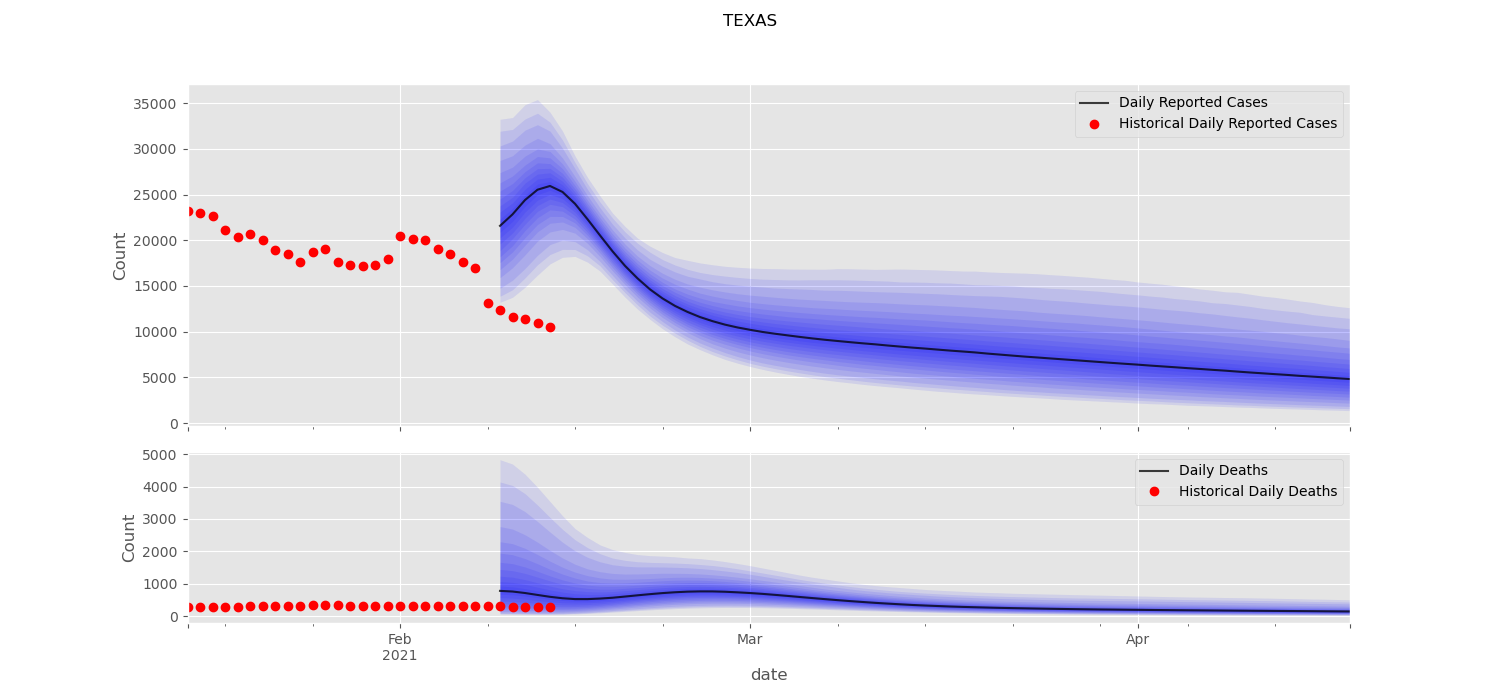 TEXAS
35000
30000
25000
20000
15000
10000
5000
0
Count
Daily Reported Cases
Historical Daily Reported Cases
5000
4000
3000
2000
1000
0
Count
Daily Deaths
Historical Daily Deaths
Feb Mar Apr
2021
date